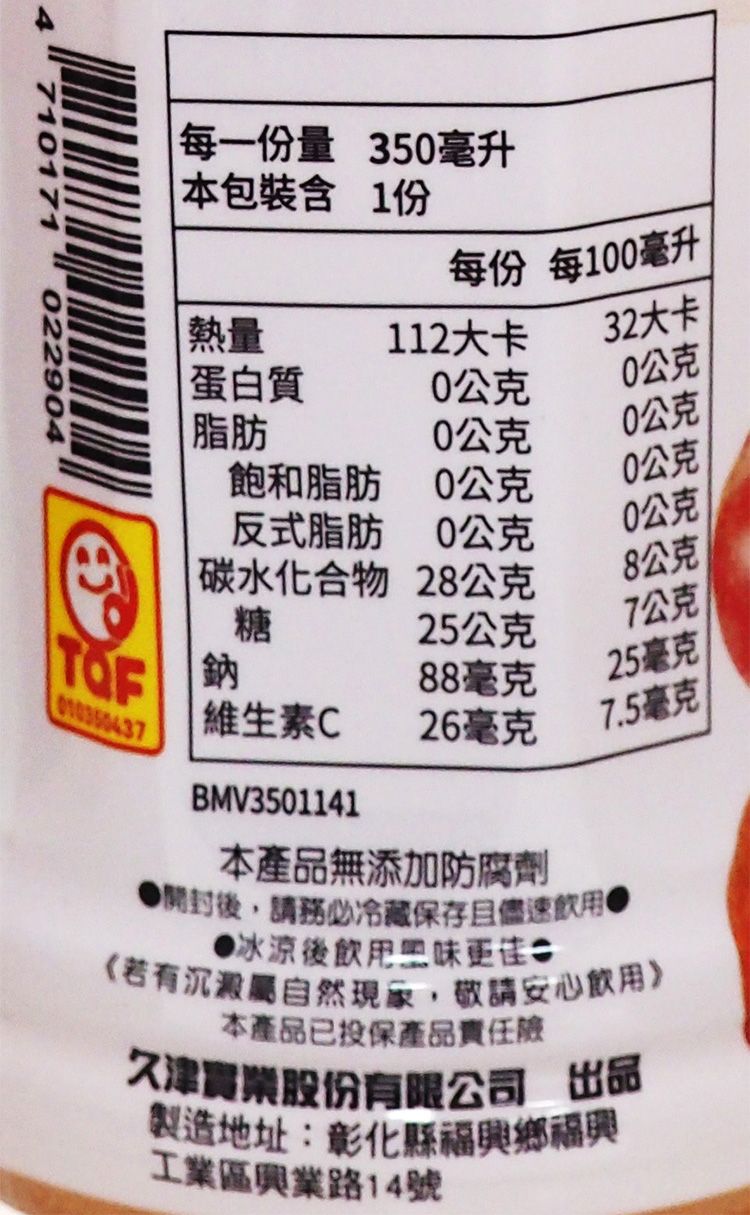 4 710171 022904
每一份量 350毫升
本包裝含 1份
每份 每100毫升
熱量 112大卡 32大卡
蛋白質 0公克 0公克
脂肪 0公克 0公克
飽和脂肪 0公克 0公克
反式脂肪 0公克 0公克
碳水化合物 28公克 8公克
糖 25公克 7公克
鈉 88毫克 25毫克
維生素C 26毫克 7.5毫克
TQF
BMV3501141
本產品無添加防腐劑
●開封後，請務必冷藏保存且儘速飲用●
●冰涼後飲用風味更佳●
《若有沉澱屬自然現象，敬請安心飲用》
本產品已投保產品責任險
久津實業股份有限公司 出品
製造地址：彰化縣福興鄉福興
工業區興業路14號